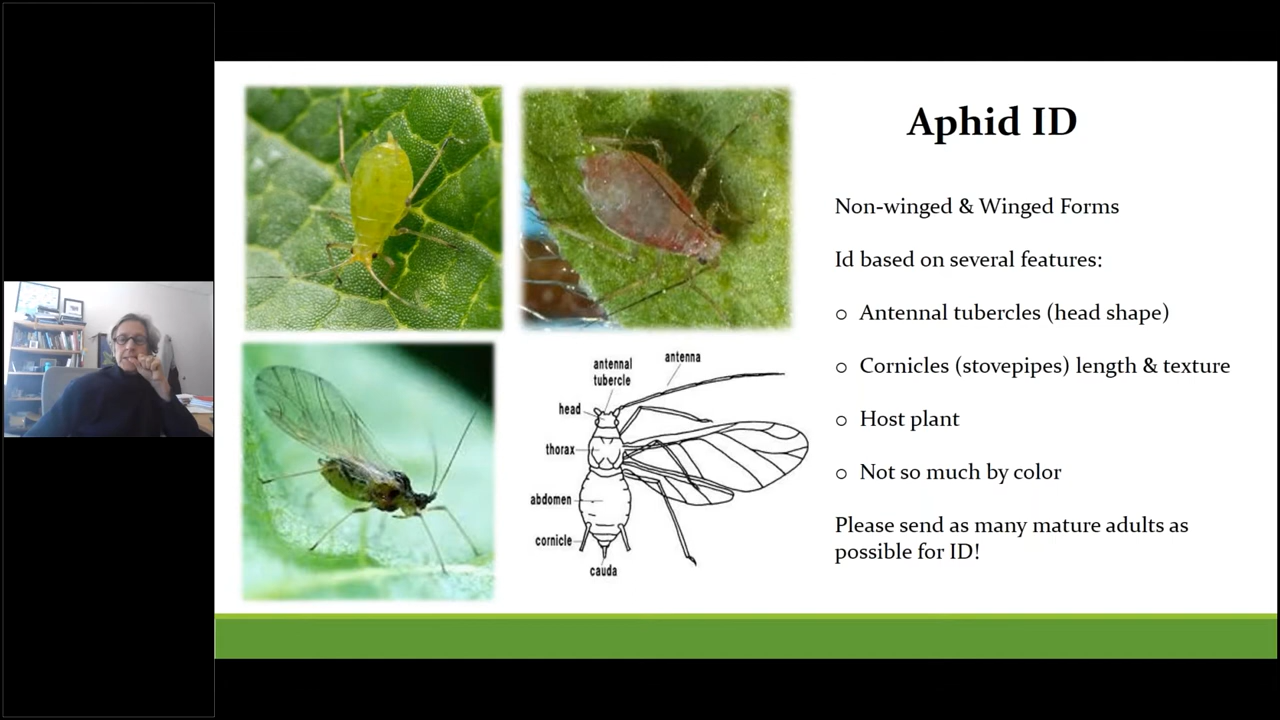 Aphid ID
Non-winged & Winged Forms
Id based on several features:
o Antennal tubercles (head shape)
o Cornicles (stovepipes) length & texture
o Host plant
o Not so much by color
Please send as many mature adults as
possible for ID!
antennal
tubercle
antenna
head
thorax
abdomen
cornicle
cauda